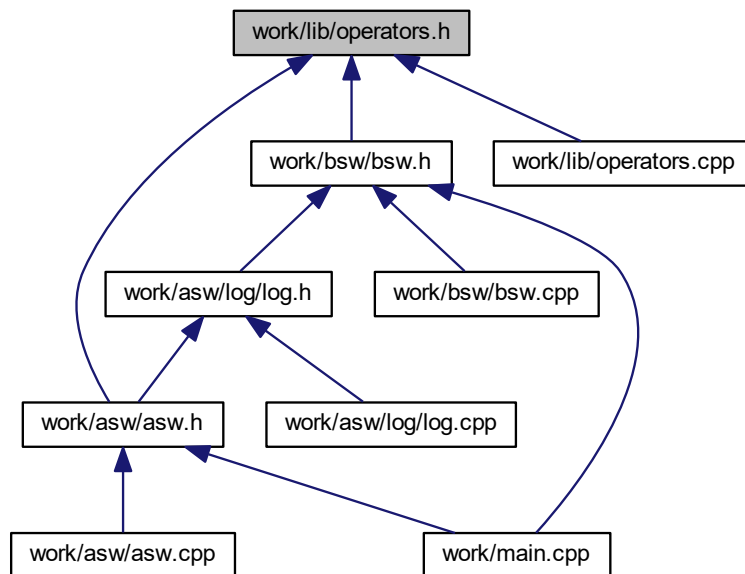 work/lib/operators.h
work/bsw/bsw.h
work/lib/operators.cpp
work/asw/log/log.h
work/bsw/bsw.cpp
work/asw/asw.h
work/asw/log/log.cpp
work/asw/asw.cpp
work/main.cpp